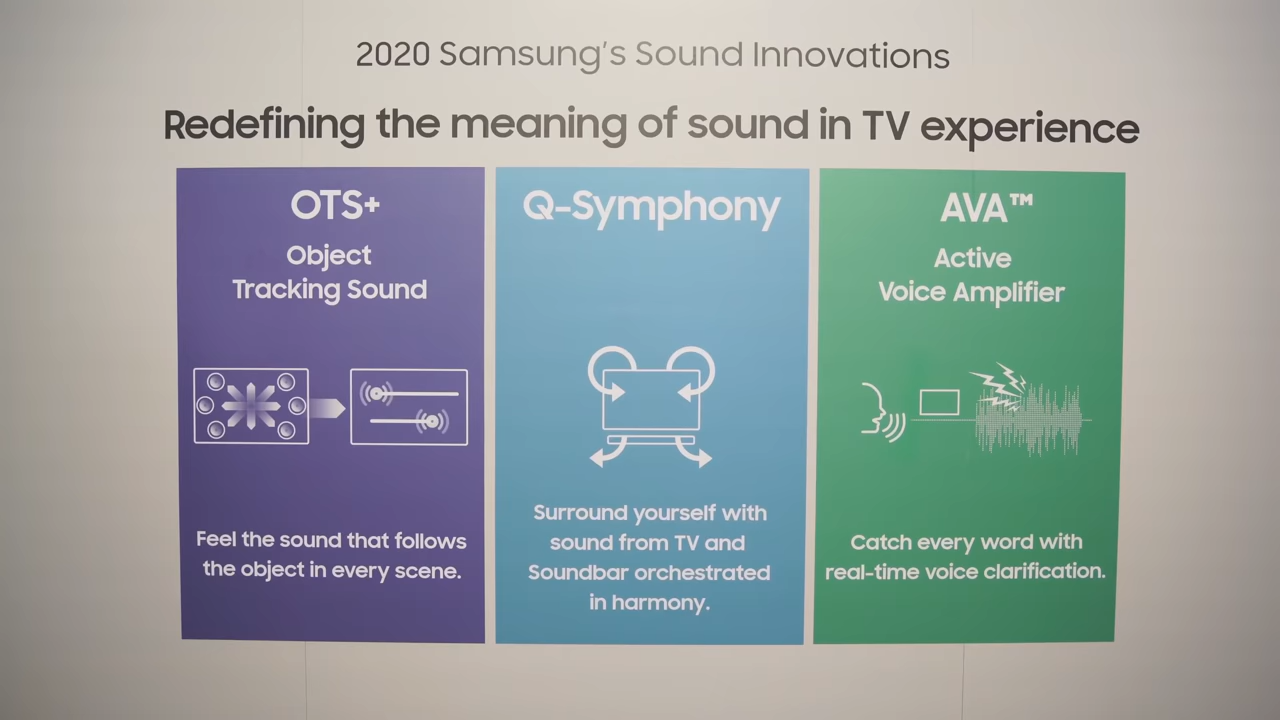 2020 Samsung's Sound Innovations
Redefining the meaning of sound in TV experience
OTS+
Object
Tracking Sound
Feel the sound that follows
the object in every scene.
Q-Symphony
Surround yourself with
sound from TV and
Soundbar orchestrated
in harmony.
AVA™
Active
Voice Amplifier
Catch every word with
real-time voice clarification.